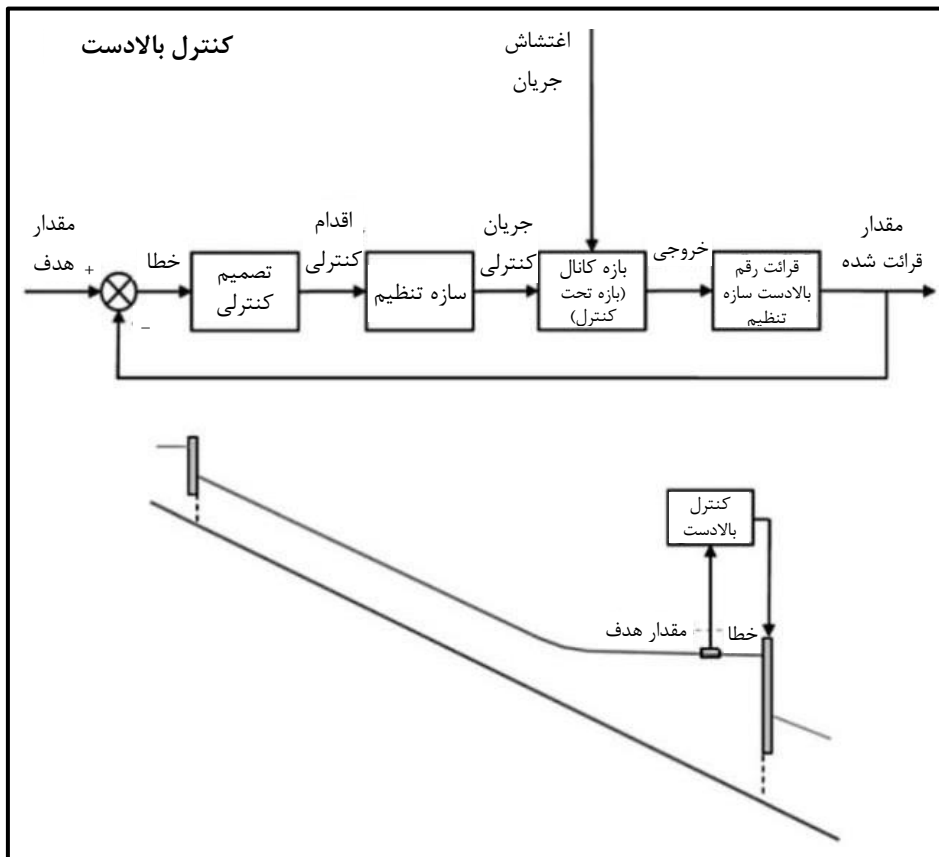 کنترل بالادست
اغتشاش
جریان
مقدار
هدف
+
_
خطا
تصمیم
کنترلی
اقدام
کنترلی
سازه تنظیم
جریان
کنترلی
بازه کانال
(بازه تحت
کنترل)
خروجی
قرائت رقم
بالادست سازه
تنظیم
مقدار
قرائت شده
کنترل
بالادست
خطا
مقدار هدف